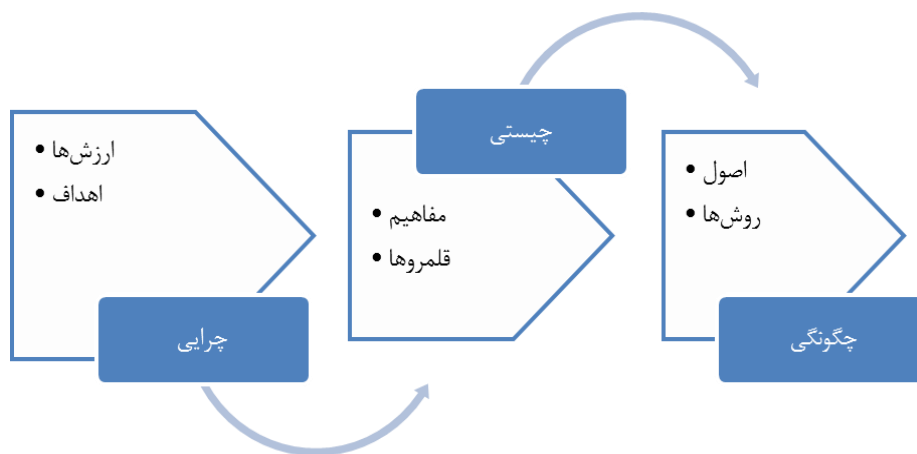 ارزش‌ها
اهداف
چرایی
چیستی
مفاهیم
قلمروها
اصول
روش‌ها
چگونگی